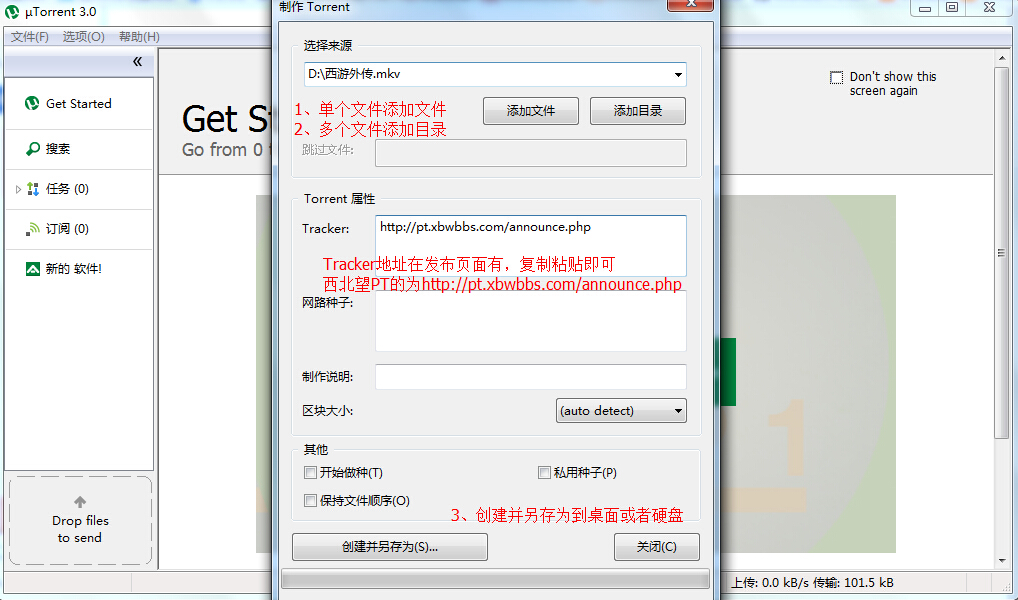 µTorrent 3.0
制作 Torrent
文件(F) 选项(O) 帮助(H)
«
Get Started
搜索
任务 (0)
订阅 (0)
新的 软件!
Drop files
to send
Get S
Go from 0
Don't show this
screen again
选择来源
D:\西游外传.mkv
1、单个文件添加文件
2、多个文件添加目录
添加文件
添加目录
跳过文件:
Torrent 属性
Tracker:
http://pt.xbwbbs.com/announce.php
Tracker地址在发布页面有，复制粘贴即可
西北望PT的为http://pt.xbwbbs.com/announce.php
网路种子:
制作说明:
区块大小:
(auto detect)
其他
开始做种(T)
私用种子(P)
保持文件顺序(O)
3、创建并另存为到桌面或者硬盘
创建并另存为(S)...
关闭(C)
1
上传: 0.0 kB/s 传输: 101.5 kB